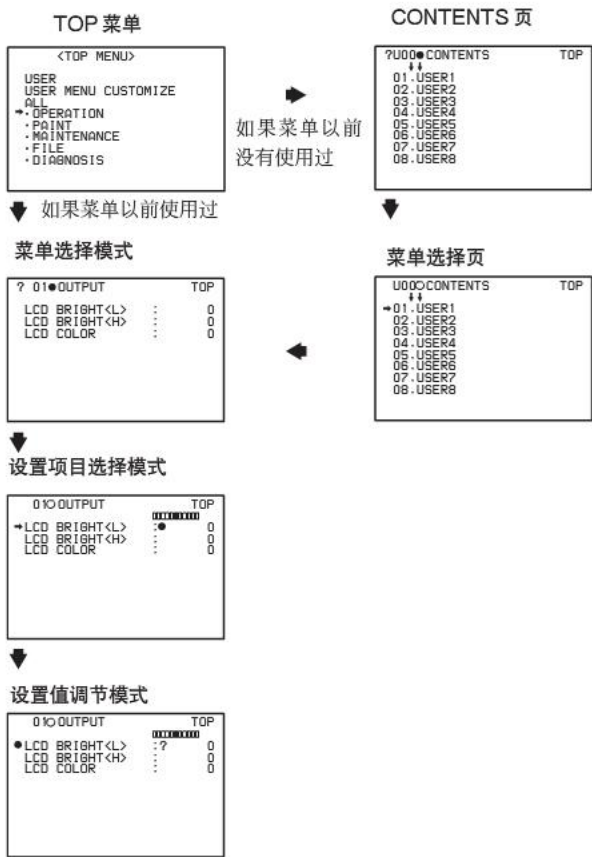 TOP 菜单
<TOP MENU>
USER
USER MENU CUSTOMIZE
ALL
➡·OPERATION
·PAINT
·MAINTENANCE
·FILE
·DIAGNOSIS
如果菜单以前
没有使用过
CONTENTS 页
?U00●CONTENTS TOP
01.USER1
02.USER2
03.USER3
04.USER4
05.USER5
06.USER6
07.USER7
08.USER8
如果菜单以前使用过
菜单选择模式
? 01●OUTPUT TOP
LCD BRIGHT<L> : 0
LCD BRIGHT<H> : 0
LCD COLOR : 0
菜单选择页
U00○CONTENTS TOP
➡01.USER1
02.USER2
03.USER3
04.USER4
05.USER5
06.USER6
07.USER7
08.USER8
设置项目选择模式
01○OUTPUT TOP
➡LCD BRIGHT<L> :● 0
LCD BRIGHT<H> : 0
LCD COLOR : 0
设置值调节模式
01○OUTPUT TOP
●LCD BRIGHT<L> :? 0
LCD BRIGHT<H> : 0
LCD COLOR : 0